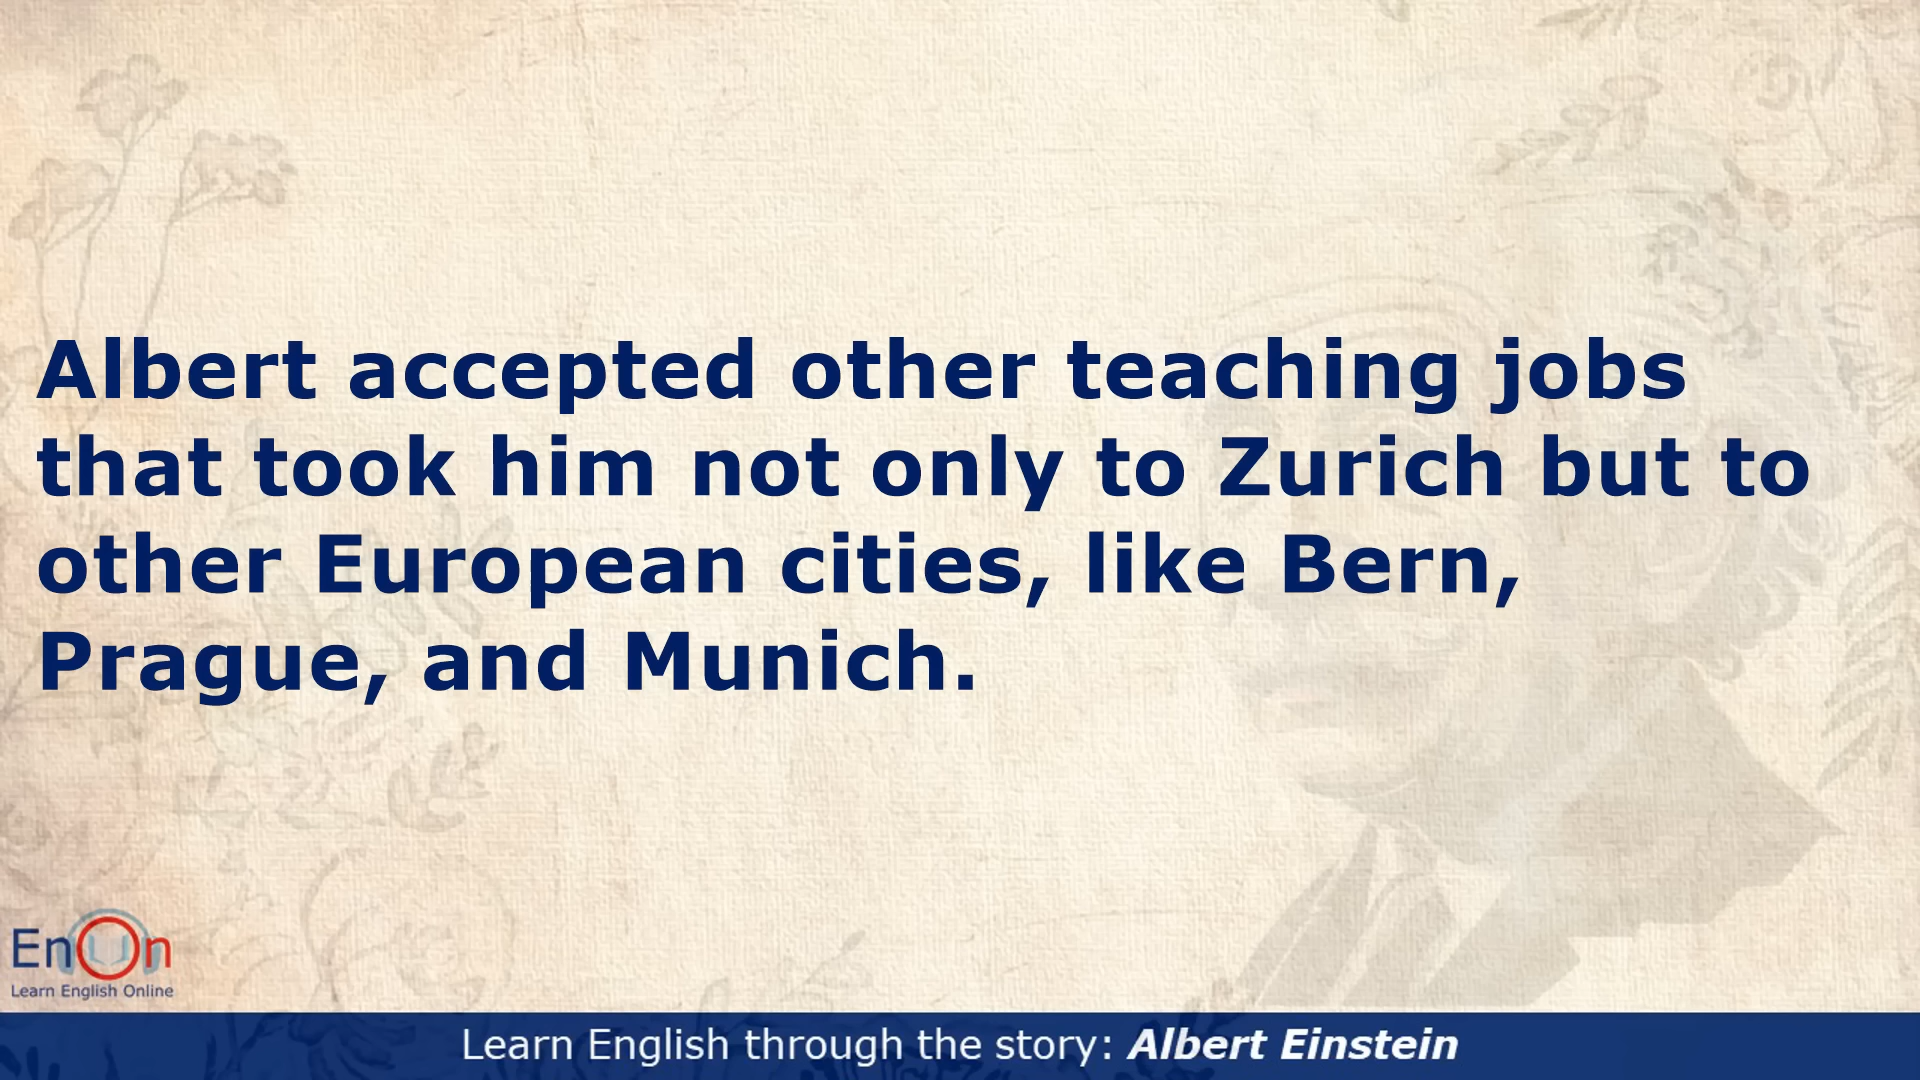 Albert accepted other teaching jobs
that took him not only to Zurich but to
other European cities, like Bern,
Prague, and Munich.
EnOn
Learn English Online
Learn English through the story: Albert Einstein